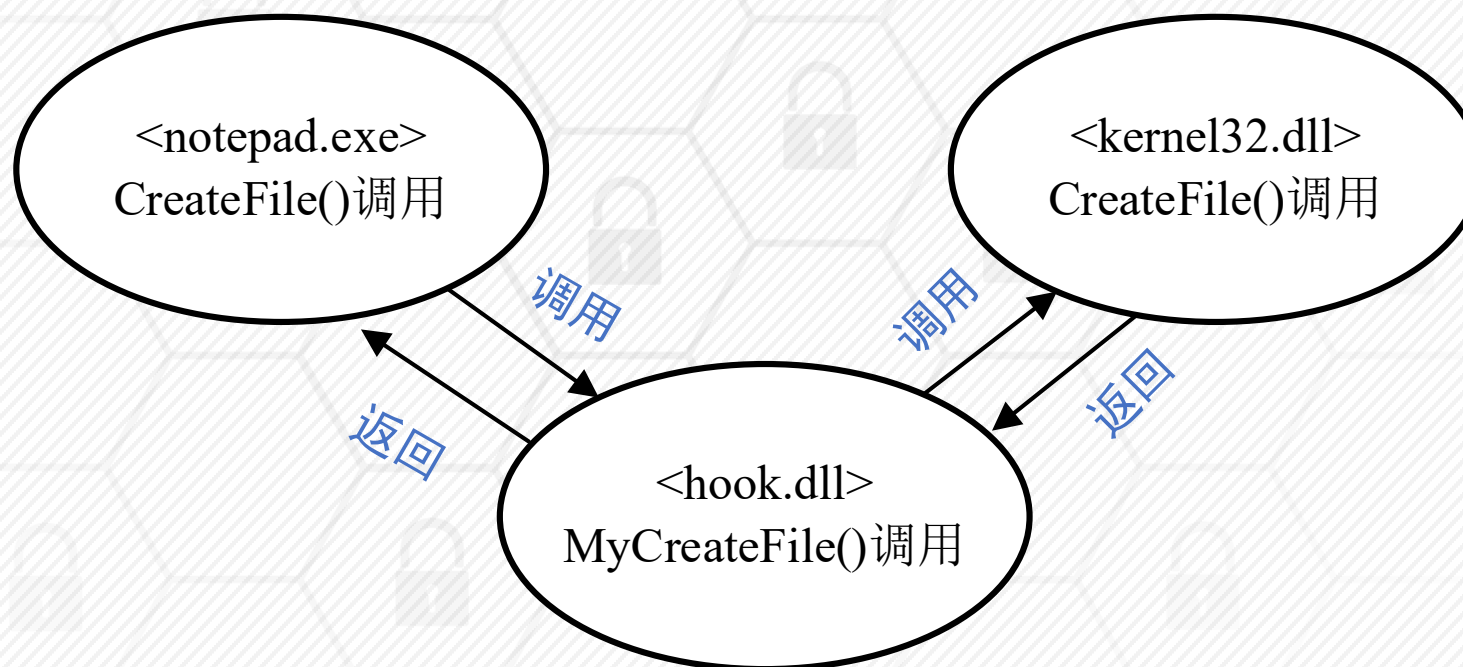 <notepad.exe>
CreateFile()调用
<kernel32.dll>
CreateFile()调用
调用
返回
调用
返回
<hook.dll>
MyCreateFile()调用